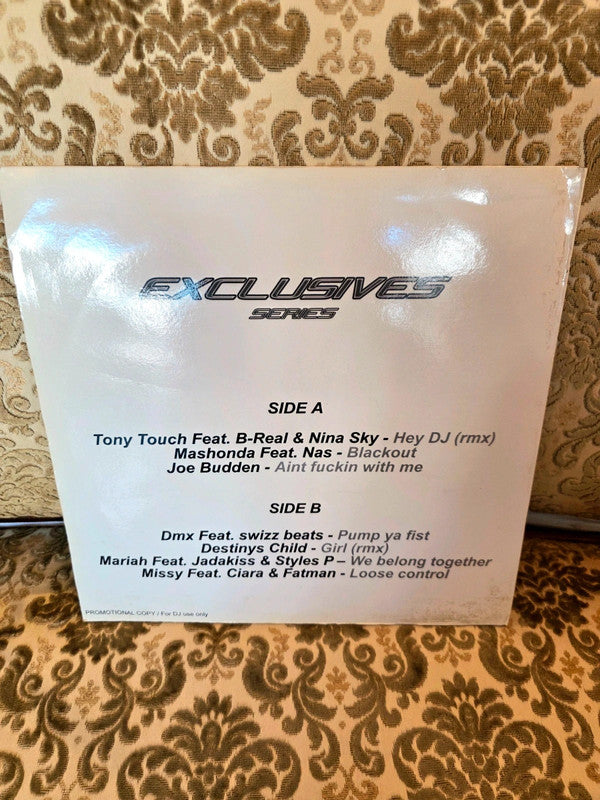 EXCLUSIVES
SERIES
SIDE A
Tony Touch Feat. B-Real & Nina Sky - Hey DJ (rmx)
Mashonda Feat. Nas - Blackout
Joe Budden - Aint fuckin with me
SIDE B
Dmx Feat. swizz beats - Pump ya fist
Destinys Child - Girl (rmx)
Mariah Feat. Jadakiss & Styles P – We belong together
Missy Feat. Ciara & Fatman - Loose control
PROMOTIONAL COPY / For DJ use only